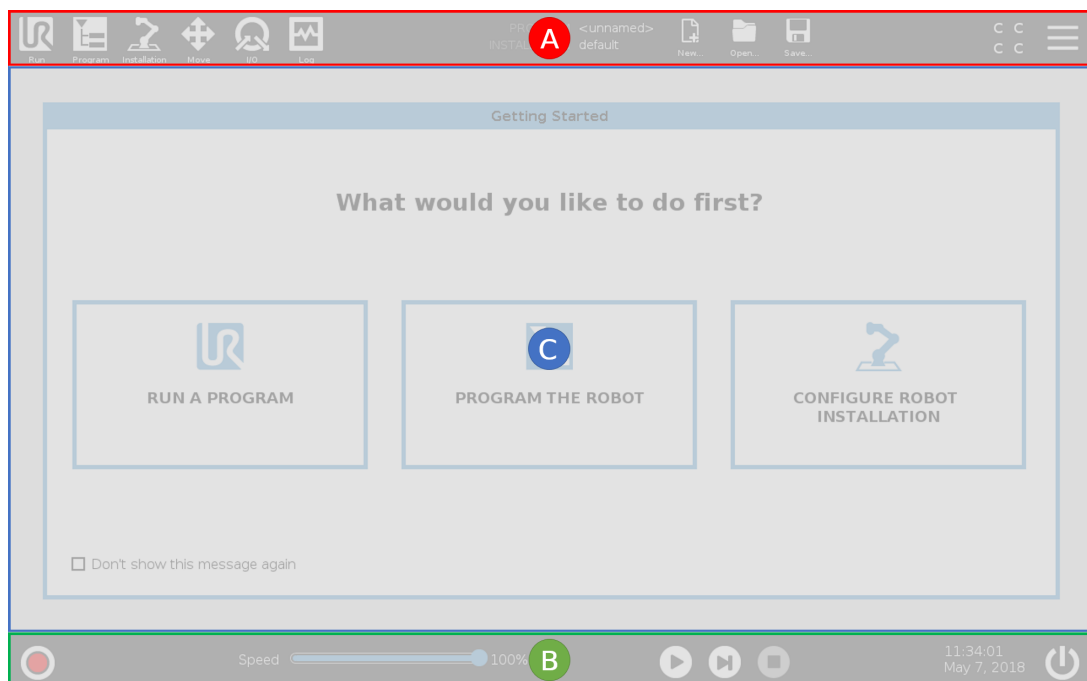 Run Program Installation Move I/O Log
PR <unnamed>
INSTAL default
New... Open... Save...
C C
C C
A
Getting Started
What would you like to do first?
C
RUN A PROGRAM
PROGRAM THE ROBOT
CONFIGURE ROBOT
INSTALLATION
Don't show this message again
Speed 100%
B
11:34:01
May 7, 2018